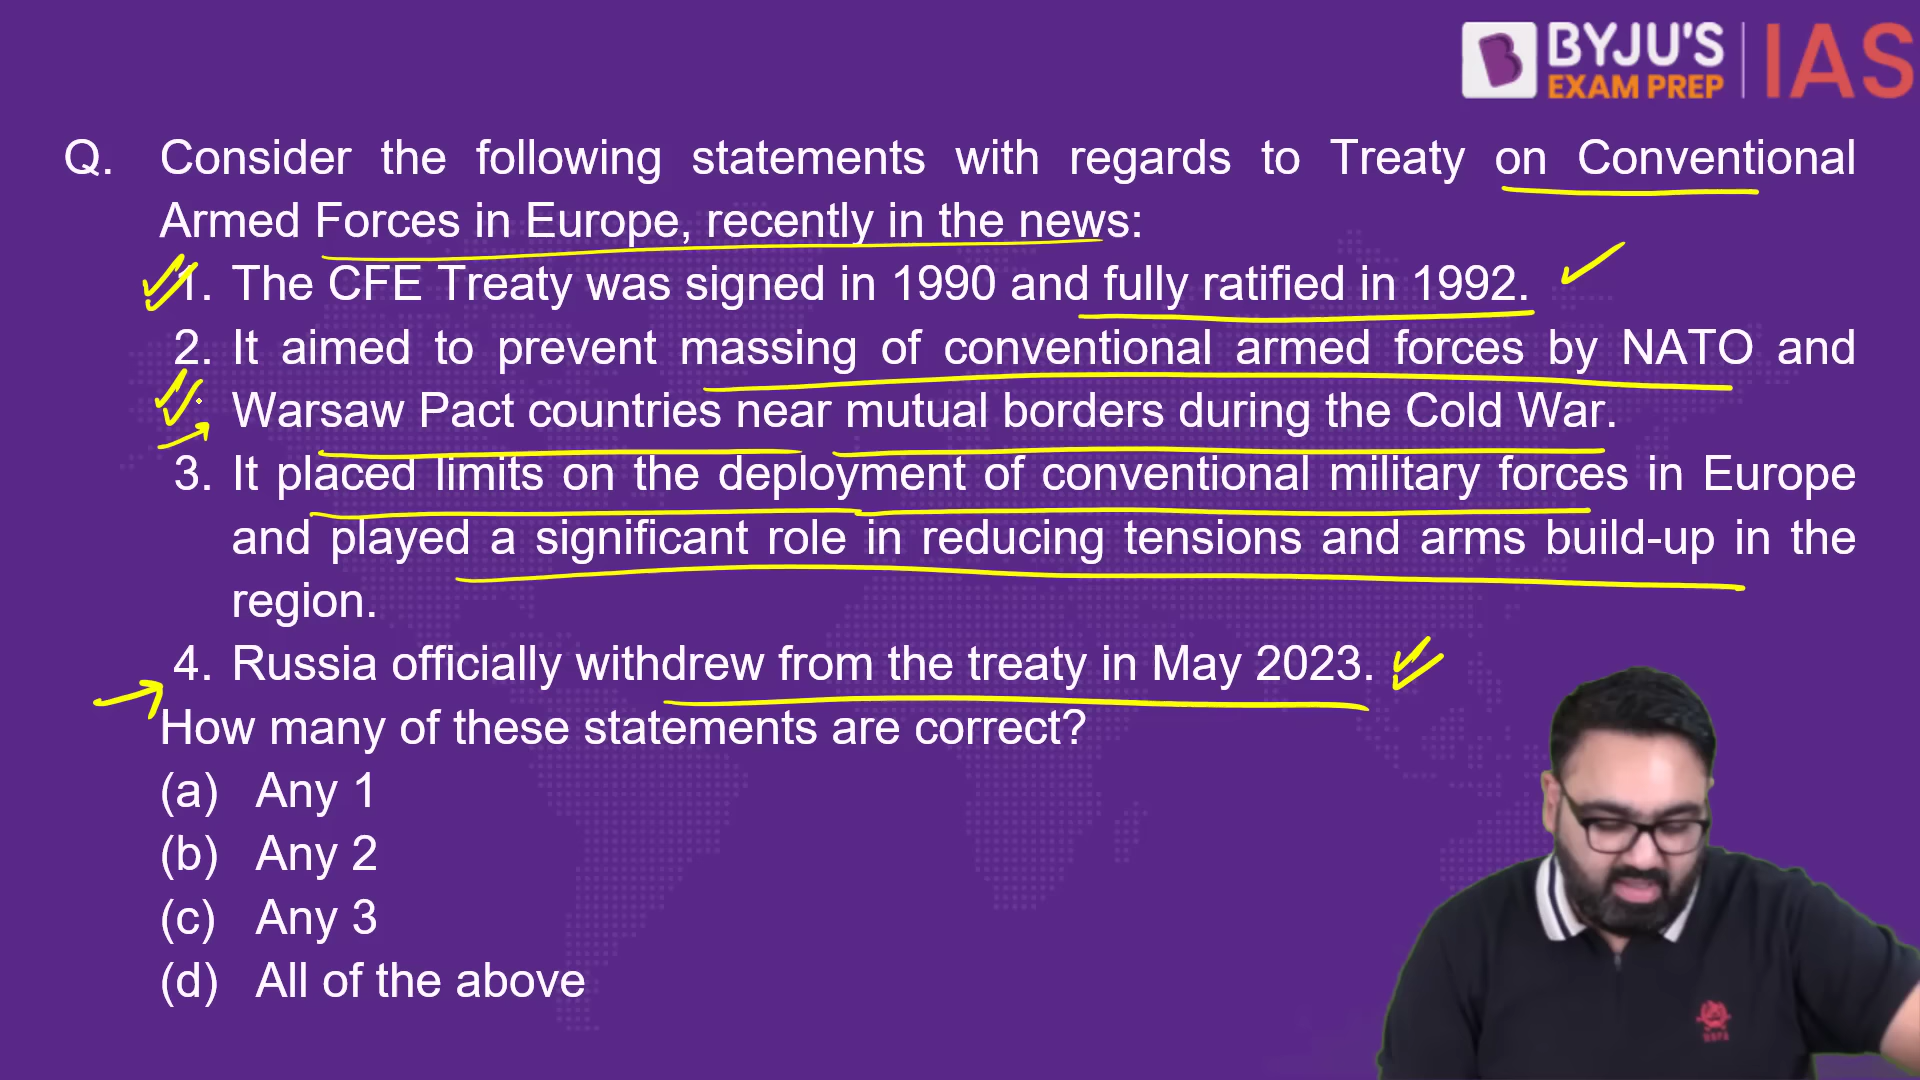 BYJU'S
EXAM PREP
IAS
Q. Consider the following statements with regards to Treaty on Conventional
Armed Forces in Europe, recently in the news:
1. The CFE Treaty was signed in 1990 and fully ratified in 1992.
2. It aimed to prevent massing of conventional armed forces by NATO and
Warsaw Pact countries near mutual borders during the Cold War.
3. It placed limits on the deployment of conventional military forces in Europe
and played a significant role in reducing tensions and arms build-up in the
region.
4. Russia officially withdrew from the treaty in May 2023.
How many of these statements are correct?
(a) Any 1
(b) Any 2
(c) Any 3
(d) All of the above